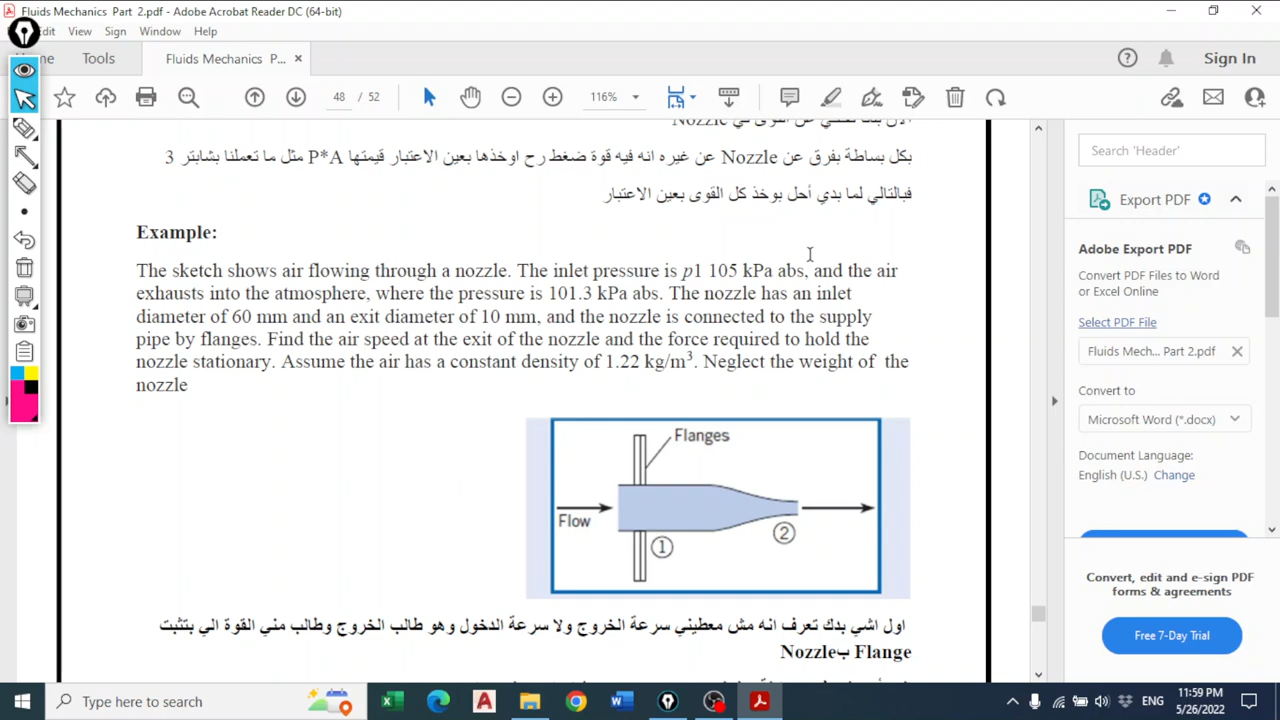 Fluids Mechanics Part 2.pdf - Adobe Acrobat Reader DC (64-bit)
Edit View Sign Window Help
Tools
Fluids Mechanics P... ×
Sign In
48 / 52
116%
Nozzle
بكل بساطة بفرق عن Nozzle عن غيره انه فيه قوة ضغط رح اوخذها بعين الاعتبار قيمتها P*A مثل ما تعملنا بشابتر 3
فبالتالي لما بدي أحل بوخذ كل القوى بعين الاعتبار
Example:
The sketch shows air flowing through a nozzle. The inlet pressure is p1 105 kPa abs, and the air
exhausts into the atmosphere, where the pressure is 101.3 kPa abs. The nozzle has an inlet
diameter of 60 mm and an exit diameter of 10 mm, and the nozzle is connected to the supply
pipe by flanges. Find the air speed at the exit of the nozzle and the force required to hold the
nozzle stationary. Assume the air has a constant density of 1.22 kg/m³. Neglect the weight of the
nozzle
Flanges
Flow
①
②
اول اشي بدك تعرف انه مش معطيني سرعة الخروج ولا سرعة الدخول وهو طالب الخروج وطالب مني القوة الي بتثبت
Nozzleب Flange
Search 'Header'
Export PDF
Adobe Export PDF
Convert PDF Files to Word
or Excel Online
Select PDF File
Fluids Mech... Part 2.pdf
Convert to
Microsoft Word (*.docx)
Document Language:
English (U.S.) Change
Convert, edit and e-sign PDF
forms & agreements
Free 7-Day Trial
Type here to search
ENG
11:59 PM
5/26/2022